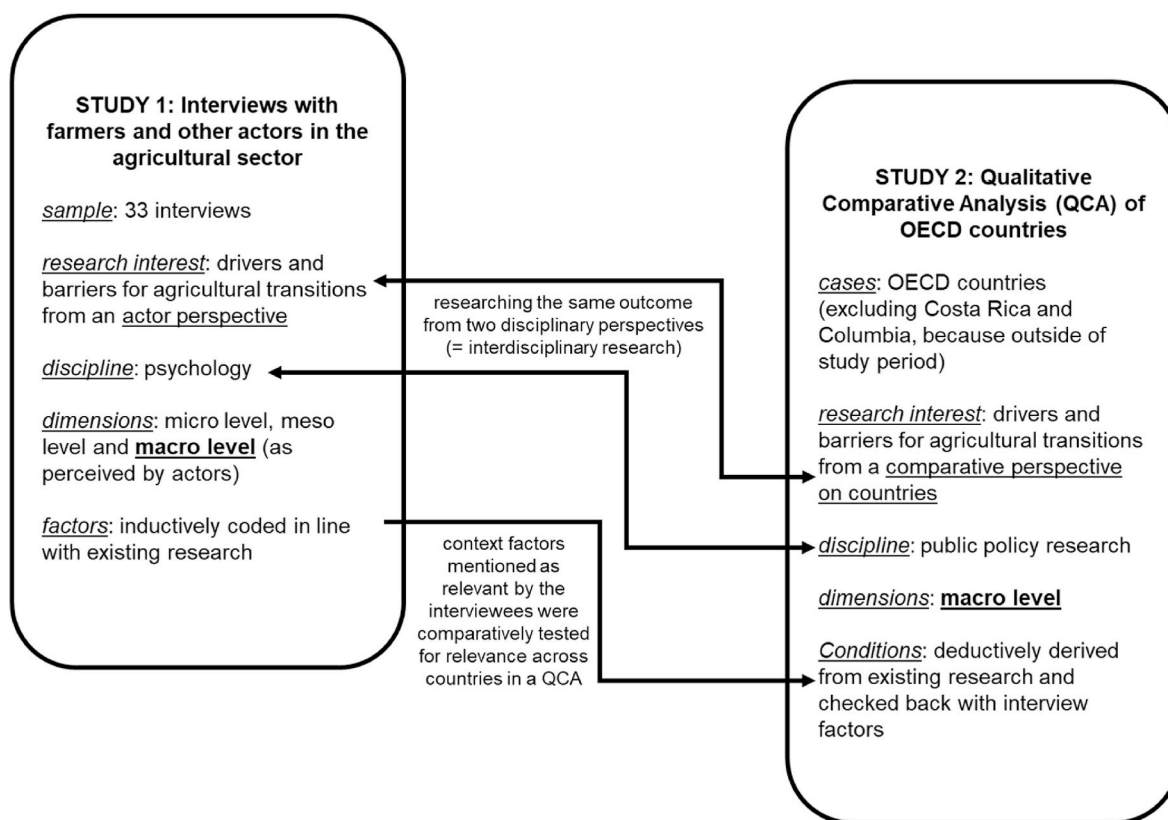 STUDY 1: Interviews with
farmers and other actors in the
agricultural sector
sample: 33 interviews
research interest: drivers and
barriers for agricultural transitions
from an actor perspective
discipline: psychology
dimensions: micro level, meso
level and macro level (as
perceived by actors)
factors: inductively coded in line
with existing research
researching the same outcome
from two disciplinary perspectives
(= interdisciplinary research)
context factors
mentioned as
relevant by the
interviewees were
comparatively tested
for relevance across
countries in a QCA
STUDY 2: Qualitative
Comparative Analysis (QCA) of
OECD countries
cases: OECD countries
(excluding Costa Rica and
Columbia, because outside of
study period)
research interest: drivers and
barriers for agricultural transitions
from a comparative perspective
on countries
discipline: public policy research
dimensions: macro level
Conditions: deductively derived
from existing research and
checked back with interview
factors